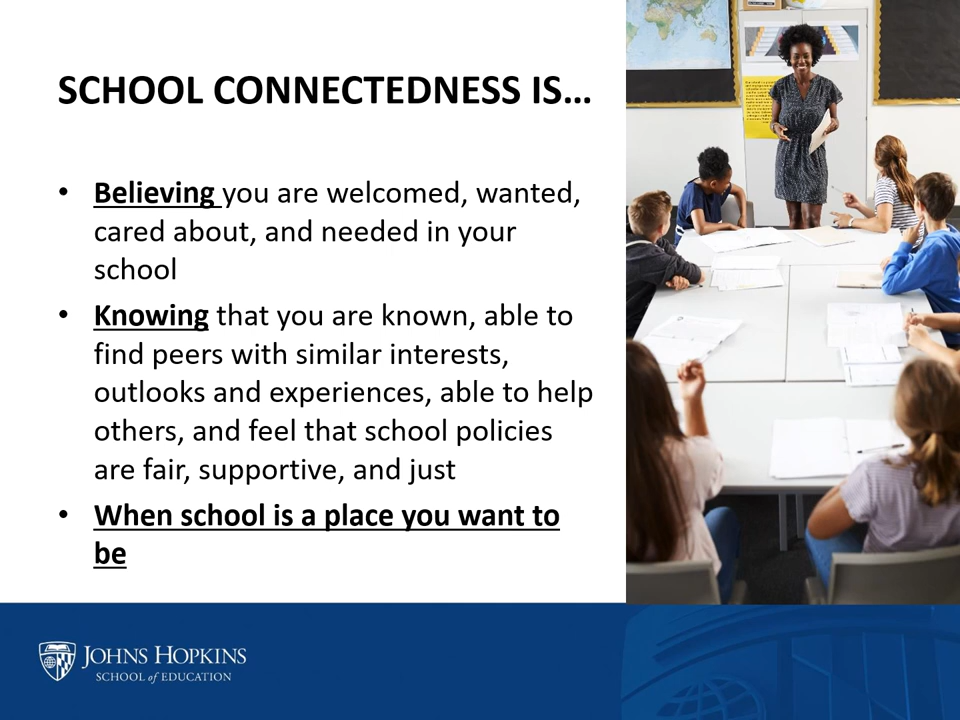 SCHOOL CONNECTEDNESS IS…
• Believing you are welcomed, wanted,
cared about, and needed in your
school
• Knowing that you are known, able to
find peers with similar interests,
outlooks and experiences, able to help
others, and feel that school policies
are fair, supportive, and just
• When school is a place you want to
be
JOHNS HOPKINS
SCHOOL of EDUCATION